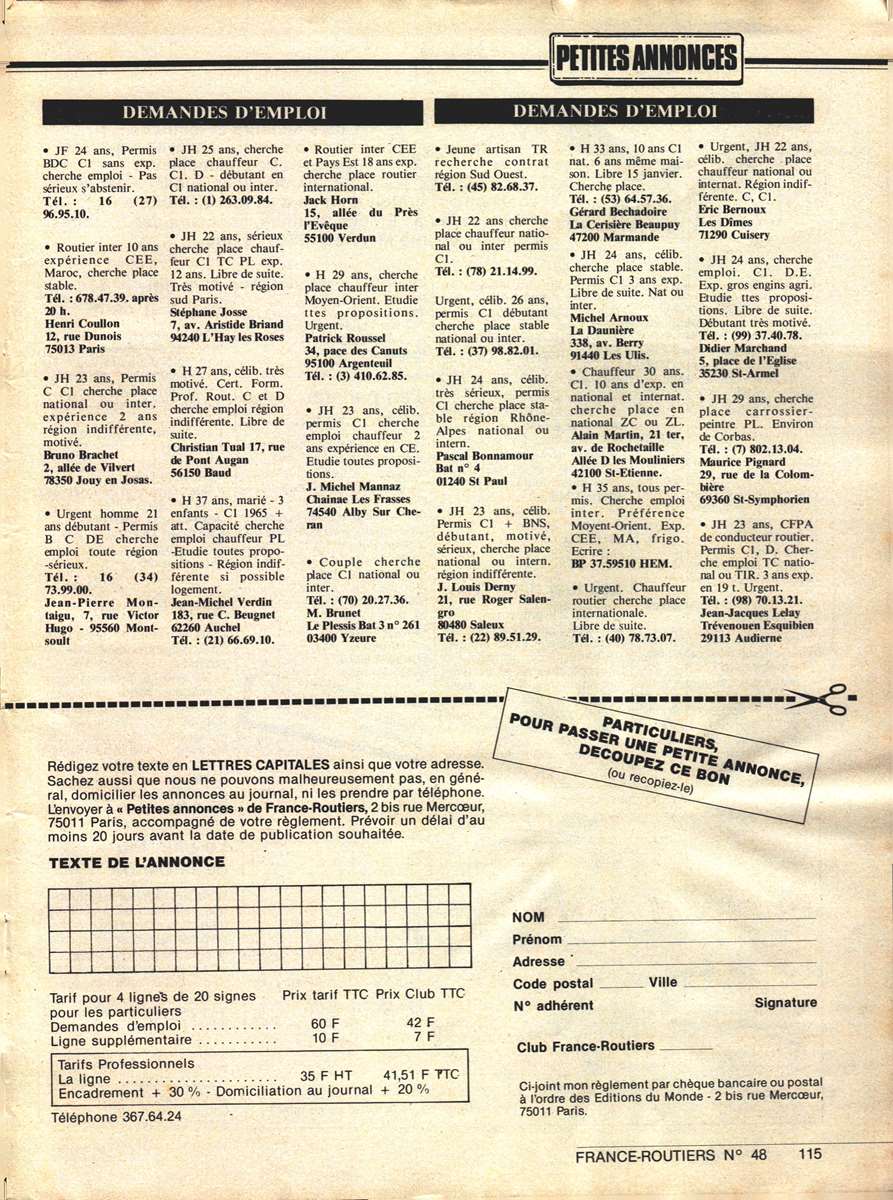 PETITES ANNONCES
DEMANDES D'EMPLOI
• JF 24 ans, Permis
BDC C1 sans exp.
cherche emploi - Pas
sérieux s'abstenir.
Tél. : 16 (27)
96.95.10.
• Routier inter 10 ans
expérience CEE,
Maroc, cherche place
stable.
Tél. : 678.47.39. après
20 h.
Henri Coullon
12, rue Dunois
75013 Paris
• JH 23 ans, Permis
C C1 cherche place
national ou inter.
expérience 2 ans
région indifférente,
motivé.
Bruno Brachet
2, allée de Vilvert
78350 Jouy en Josas.
• Urgent homme 21
ans débutant - Permis
B C DE cherche
emploi toute région
-sérieux.
Tél. : 16 (34)
73.99.00.
Jean-Pierre Mon-
taigu, 7, rue Victor
Hugo - 95560 Mont-
soult
• JH 25 ans, cherche
place chauffeur C.
C1. D - débutant en
C1 national ou inter.
Tél. : (1) 263.09.84.
• JH 22 ans, sérieux
cherche place chauf-
feur C1 TC PL exp.
12 ans. Libre de suite.
Très motivé - région
sud Paris.
Stéphane Josse
7, av. Aristide Briand
94240 L'Hay les Roses
• H 27 ans, célib. très
motivé. Cert. Form.
Prof. Rout. C et D
cherche emploi région
indifférente. Libre de
suite.
Christian Tual 17, rue
de Pont Augan
56150 Baud
• H 37 ans, marié - 3
enfants - C1 1965 +
att. Capacité cherche
emploi chauffeur PL
-Etudie toutes propo-
sitions - Région indif-
férente si possible
logement.
Jean-Michel Verdin
183, rue C. Beugnet
62260 Auchel
Tél. : (21) 66.69.10.
• Routier inter CEE
et Pays Est 18 ans exp.
cherche place routier
international.
Jack Horn
15, allée du Près
l'Evêque
55100 Verdun
• H 29 ans, cherche
place chauffeur inter
Moyen-Orient. Etudie
ttes propositions.
Urgent.
Patrick Roussel
34, pace des Canuts
95100 Argenteuil
Tél. : (3) 410.62.85.
• JH 23 ans, célib.
permis C1 cherche
emploi chauffeur 2
ans expérience en CE.
Etudie toutes proposi-
tions.
J. Michel Mannaz
Chainae Les Frasses
74540 Alby Sur Che-
ran
• Couple cherche
place C1 national ou
inter.
Tél. : (70) 20.27.36.
M. Brunet
Le Plessis Bat 3 n° 261
03400 Yzeure
DEMANDES D'EMPLOI
• Jeune artisan TR
recherche contrat
région Sud Ouest.
Tél. : (45) 82.68.37.
• JH 22 ans cherche
place chauffeur natio-
nal ou inter permis
C1.
Tél. : (78) 21.14.99.
Urgent, célib. 26 ans,
permis C1 débutant
cherche place stable
national ou inter.
Tél. : (37) 98.82.01.
• JH 24 ans, célib.
très sérieux, permis
C1 cherche place sta-
ble région Rhône-
Alpes national ou
intern.
Pascal Bonnamour
Bat n° 4
01240 St Paul
• JH 23 ans, célib.
Permis C1 + BNS,
débutant, motivé,
sérieux, cherche place
national ou intern.
région indifférente.
J. Louis Derny
21, rue Roger Salen-
gro
80480 Saleux
Tél. : (22) 89.51.29.
• H 33 ans, 10 ans C1
nat. 6 ans même mai-
son. Libre 15 janvier.
Cherche place.
Tél. : (53) 64.57.36.
Gérard Bechadoire
La Cerisière Beaupuy
47200 Marmande
• JH 24 ans, célib.
cherche place stable.
Permis C1 3 ans exp.
Libre de suite. Nat ou
inter.
Michel Arnoux
La Daunière
338, av. Berry
91440 Les Ulis.
• Chauffeur 30 ans.
C1. 10 ans d'exp. en
national et internat.
cherche place en
national ZC ou ZL.
Alain Martin, 21 ter,
av. de Rochetaille
Allée D les Mouliniers
42100 St-Etienne.
• H 35 ans, tous per-
mis. Cherche emploi
inter. Préférence
Moyent-Orient. Exp.
CEE, MA, frigo.
Ecrire :
BP 37.59510 HEM.
• Urgent. Chauffeur
routier cherche place
internationale.
Libre de suite.
Tél. : (40) 78.73.07.
• Urgent, JH 22 ans,
célib. cherche place
chauffeur national ou
internat. Région indif-
férente. C, C1.
Eric Bernoux
Les Dîmes
71290 Cuisery
• JH 24 ans, cherche
emploi. C1. D.E.
Exp. gros engins agri.
Etudie ttes proposi-
tions. Libre de suite.
Débutant très motivé.
Tél. : (99) 37.40.78.
Didier Marchand
5, place de l'Eglise
35230 St-Armel
• JH 29 ans, cherche
place carrossier-
peintre PL. Environ
de Corbas.
Tél. : (7) 802.13.04.
Maurice Pignard
29, rue de la Colom-
bière
69360 St-Symphorien
• JH 23 ans, CFPA
de conducteur routier.
Permis C1, D. Cher-
che emploi TC natio-
nal ou TIR. 3 ans exp.
en 19 t. Urgent.
Tél. : (98) 70.13.21.
Jean-Jacques Lelay
Trévenouen Esquibien
29113 Audierne
PARTICULIERS,
POUR PASSER UNE PETITE ANNONCE,
DECOUPEZ CE BON
(ou recopiez-le)
Rédigez votre texte en LETTRES CAPITALES ainsi que votre adresse.
Sachez aussi que nous ne pouvons malheureusement pas, en géné-
ral, domicilier les annonces au journal, ni les prendre par téléphone.
L'envoyer à « Petites annonces » de France-Routiers, 2 bis rue Mercœur,
75011 Paris, accompagné de votre règlement. Prévoir un délai d'au
moins 20 jours avant la date de publication souhaitée.
TEXTE DE L'ANNONCE
Tarif pour 4 lignes de 20 signes Prix tarif TTC Prix Club TTC
pour les particuliers
Demandes d'emploi ............ 60 F 42 F
Ligne supplémentaire ........... 10 F 7 F
Tarifs Professionnels
La ligne ...................... 35 F HT 41,51 F TTC
Encadrement + 30 % - Domiciliation au journal + 20 %
Téléphone 367.64.24
NOM
Prénom
Adresse
Code postal Ville
N° adhérent Signature
Club France-Routiers
Ci-joint mon règlement par chèque bancaire ou postal
à l'ordre des Editions du Monde - 2 bis rue Mercœur,
75011 Paris.
FRANCE-ROUTIERS N° 48 115